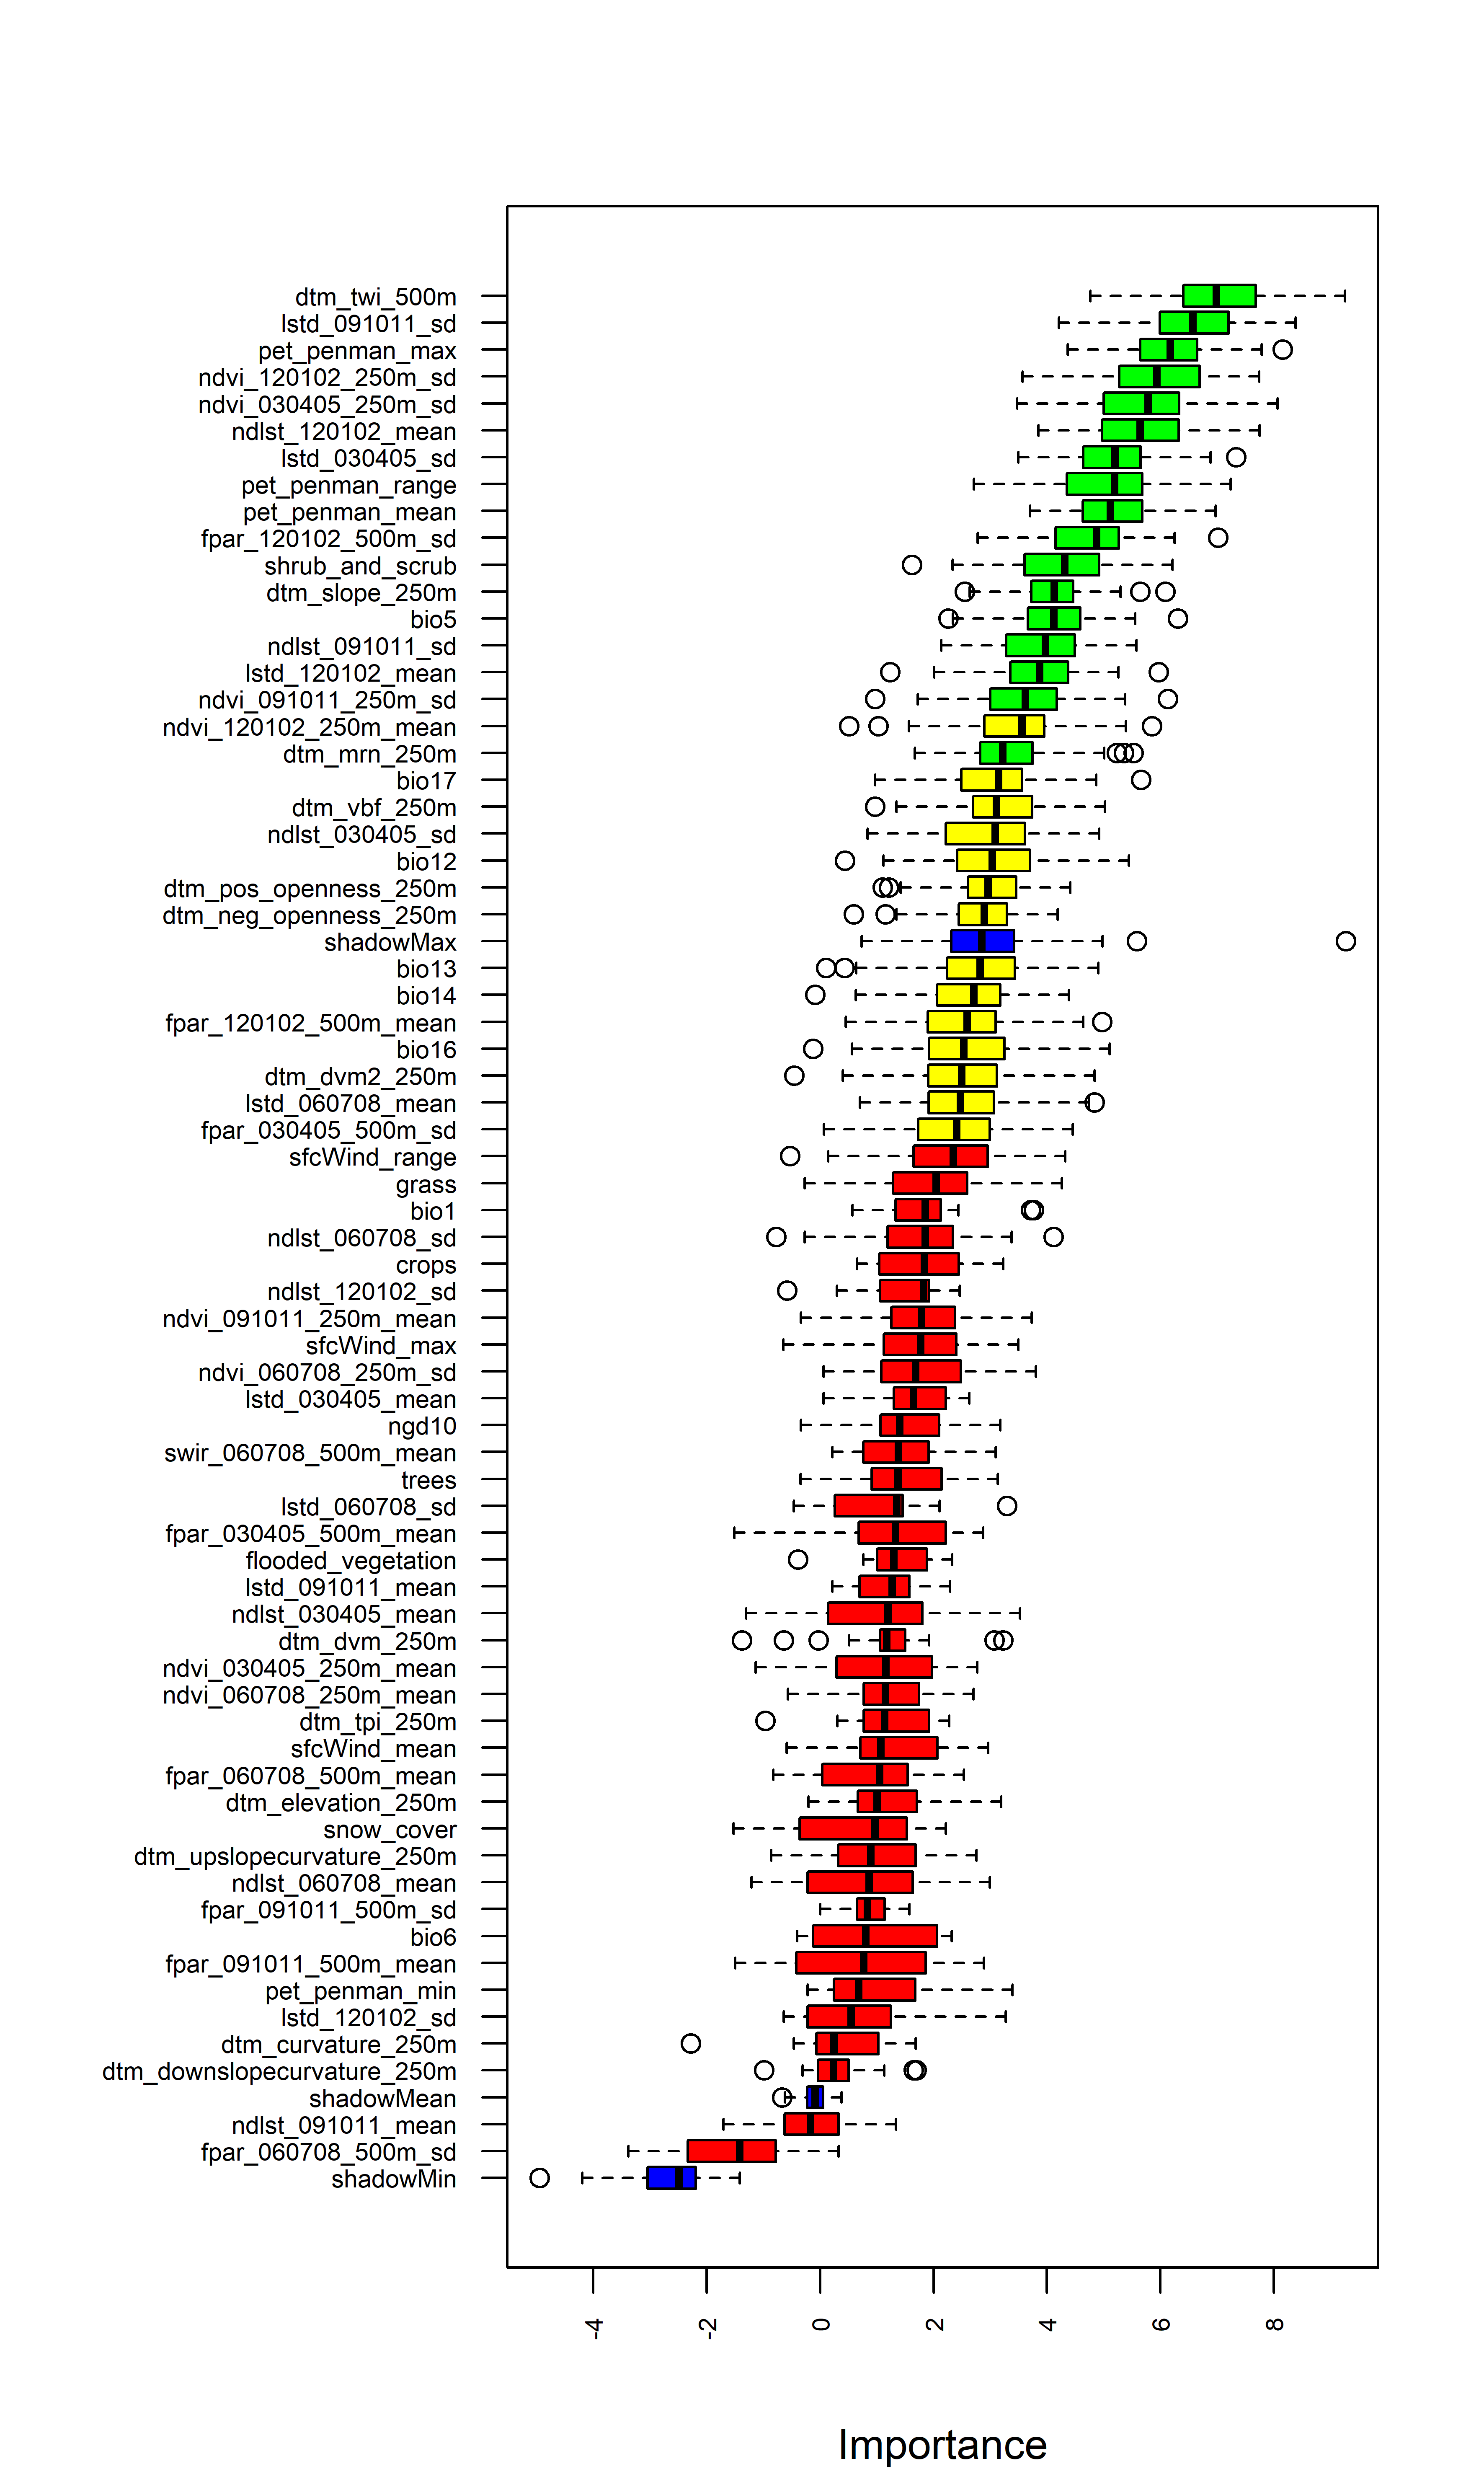 dtm_twi_500m
lstd_091011_sd
pet_penman_max
ndvi_120102_250m_sd
ndvi_030405_250m_sd
ndlst_120102_mean
lstd_030405_sd
pet_penman_range
pet_penman_mean
fpar_120102_500m_sd
shrub_and_scrub
dtm_slope_250m
bio5
ndlst_091011_sd
lstd_120102_mean
ndvi_091011_250m_sd
ndvi_120102_250m_mean
dtm_mrn_250m
bio17
dtm_vbf_250m
ndlst_030405_sd
bio12
dtm_pos_openness_250m
dtm_neg_openness_250m
shadowMax
bio13
bio14
fpar_120102_500m_mean
bio16
dtm_dvm2_250m
lstd_060708_mean
fpar_030405_500m_sd
sfcWind_range
grass
bio1
ndlst_060708_sd
crops
ndlst_120102_sd
ndvi_091011_250m_mean
sfcWind_max
ndvi_060708_250m_sd
lstd_030405_mean
ngd10
swir_060708_500m_mean
trees
lstd_060708_sd
fpar_030405_500m_mean
flooded_vegetation
lstd_091011_mean
ndlst_030405_mean
dtm_dvm_250m
ndvi_030405_250m_mean
ndvi_060708_250m_mean
dtm_tpi_250m
sfcWind_mean
fpar_060708_500m_mean
dtm_elevation_250m
snow_cover
dtm_upslopecurvature_250m
ndlst_060708_mean
fpar_091011_500m_sd
bio6
fpar_091011_500m_mean
pet_penman_min
lstd_120102_sd
dtm_curvature_250m
dtm_downslopecurvature_250m
shadowMean
ndlst_091011_mean
fpar_060708_500m_sd
shadowMin
-4 -2 0 2 4 6 8
Importance